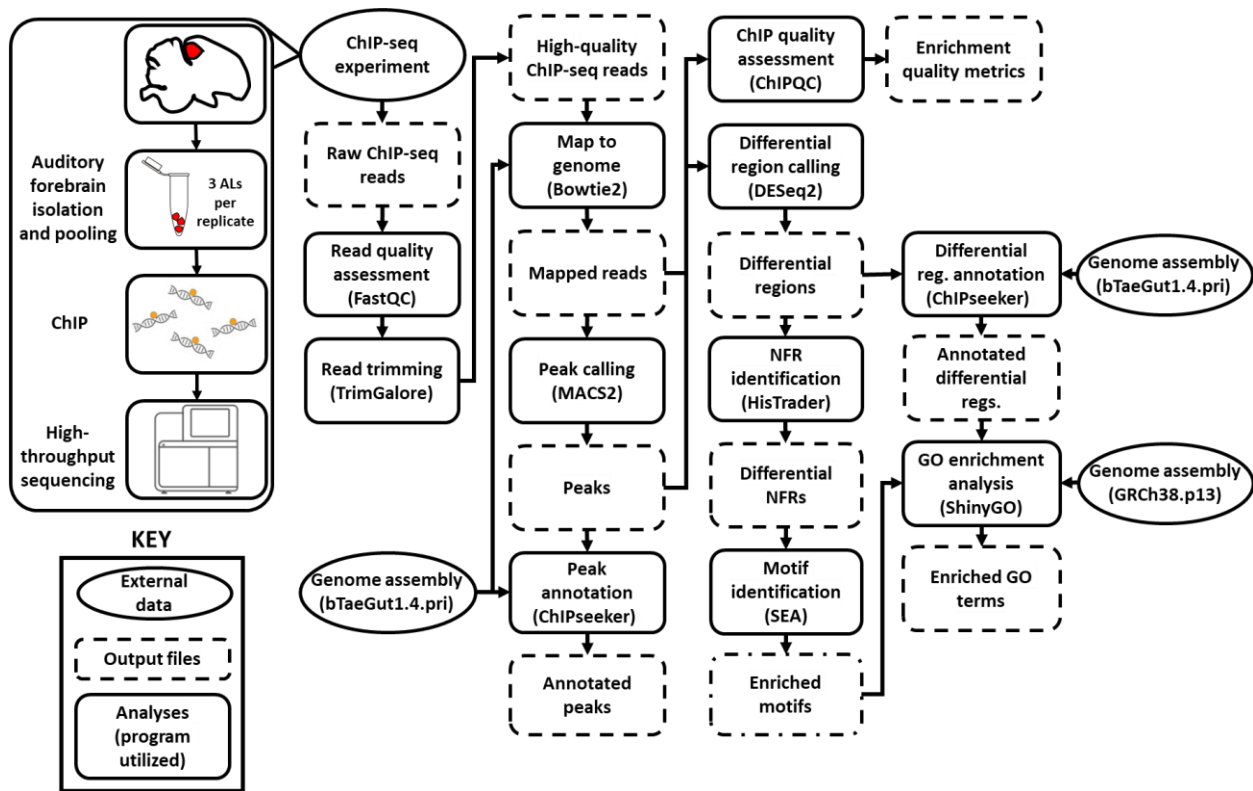 Auditory
forebrain
isolation
and pooling
3 ALs
per
replicate
ChIP
High-
throughput
sequencing
KEY
External
data
Output files
Analyses
(program
utilized)
ChIP-seq
experiment
Raw ChIP-seq
reads
Read quality
assessment
(FastQC)
Read trimming
(TrimGalore)
Genome assembly
(bTaeGut1.4.pri)
High-quality
ChIP-seq reads
Map to
genome
(Bowtie2)
Mapped reads
Peak calling
(MACS2)
Peaks
Peak
annotation
(ChIPseeker)
Annotated
peaks
ChIP quality
assessment
(ChIPQC)
Differential
region calling
(DESeq2)
Differential
regions
NFR
identification
(HisTrader)
Differential
NFRs
Motif
identification
(SEA)
Enriched
motifs
Enrichment
quality metrics
Differential
reg. annotation
(ChIPseeker)
Annotated
differential
regs.
GO enrichment
analysis
(ShinyGO)
Enriched GO
terms
Genome assembly
(bTaeGut1.4.pri)
Genome assembly
(GRCh38.p13)